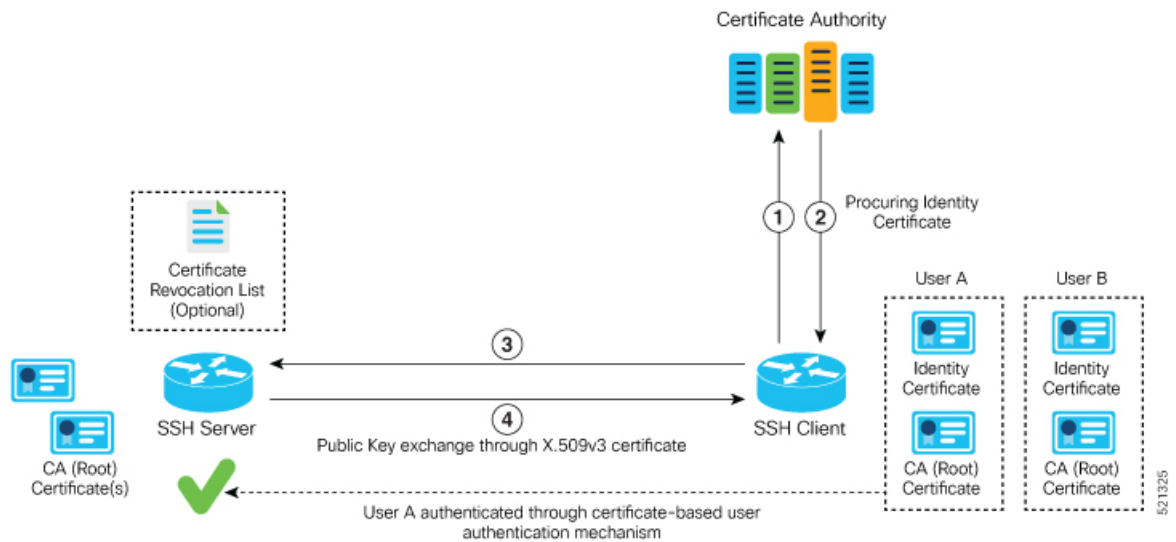 Certificate Authority
1
2
Procuring Identity
Certificate
Certificate
Revocation List
(Optional)
User A
User B
3
Identity
Certificate
Identity
Certificate
4
SSH Server
SSH Client
Public Key exchange through X.509v3 certificate
CA (Root)
Certificate(s)
CA (Root)
Certificate
CA (Root)
Certificate
User A authenticated through certificate-based user
authentication mechanism
521325